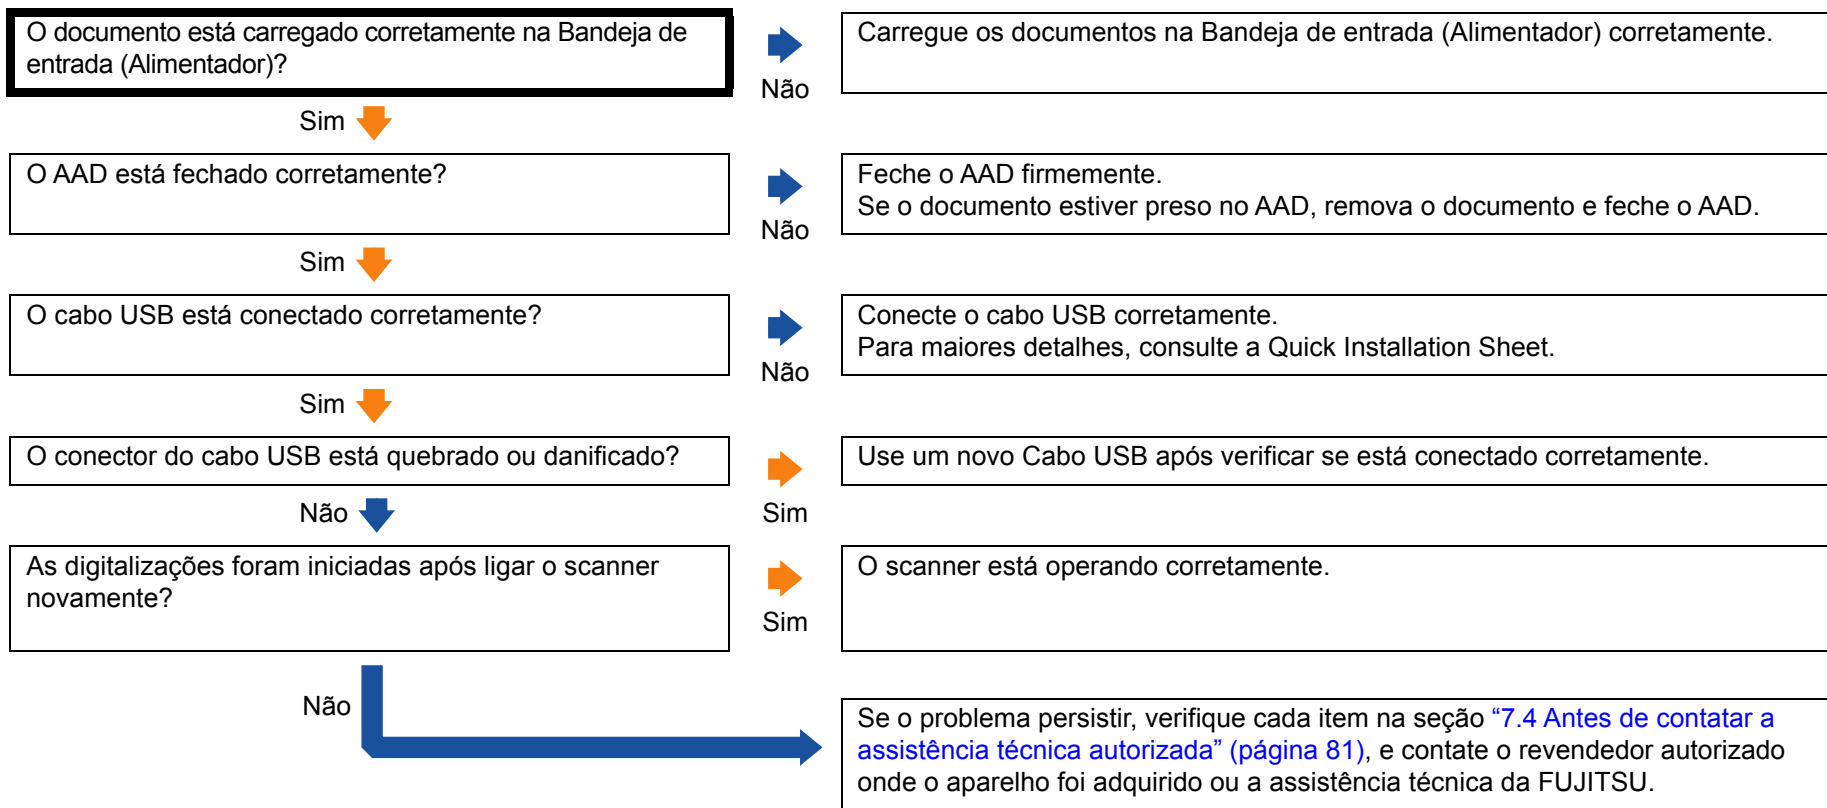 O documento está carregado corretamente na Bandeja de
entrada (Alimentador)?
Não
Carregue os documentos na Bandeja de entrada (Alimentador) corretamente.
Sim
O AAD está fechado corretamente?
Não
Feche o AAD firmemente.
Se o documento estiver preso no AAD, remova o documento e feche o AAD.
Sim
O cabo USB está conectado corretamente?
Não
Conecte o cabo USB corretamente.
Para maiores detalhes, consulte a Quick Installation Sheet.
Sim
O conector do cabo USB está quebrado ou danificado?
Sim
Use um novo Cabo USB após verificar se está conectado corretamente.
Não
As digitalizações foram iniciadas após ligar o scanner
novamente?
Sim
O scanner está operando corretamente.
Não
Se o problema persistir, verifique cada item na seção “7.4 Antes de contatar a
assistência técnica autorizada” (página 81), e contate o revendedor autorizado
onde o aparelho foi adquirido ou a assistência técnica da FUJITSU.